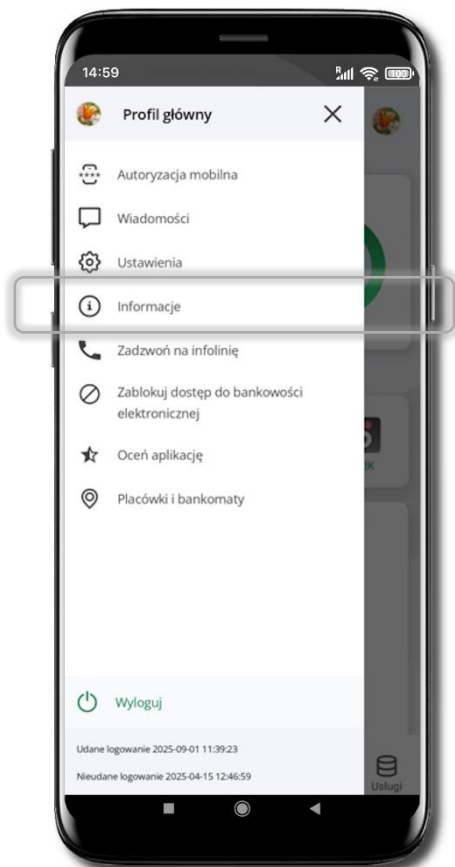 14:59
Profil główny
Autoryzacja mobilna
Wiadomości
Ustawienia
Informacje
Zadzwoń na infolinię
Zablokuj dostęp do bankowości
elektronicznej
Oceń aplikację
Placówki i bankomaty
Wyloguj
Udane logowanie 2025-09-01 11:39:23
Nieudane logowanie 2025-04-15 12:46:59
Usługi